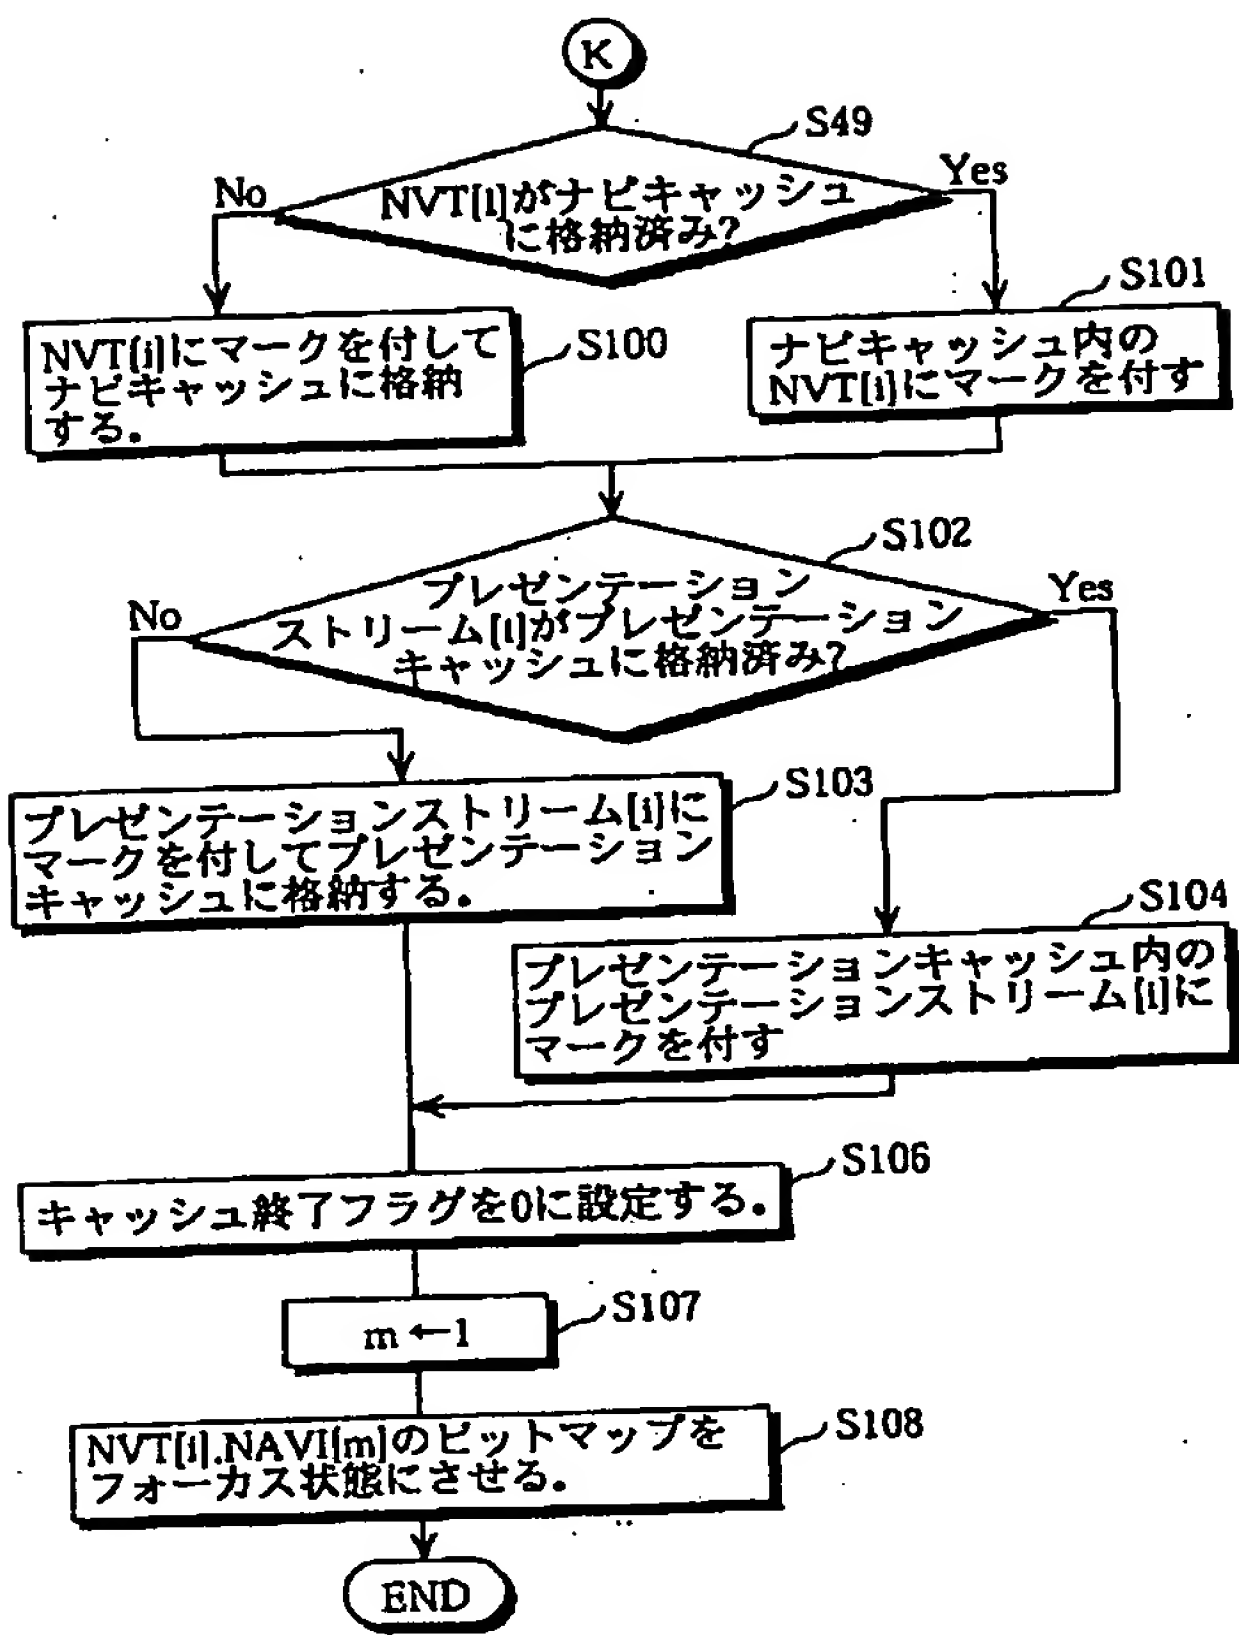 K
S49
No
Yes
NVT[i]がナビキャッシュ
に格納済み?
S101
S100
NVT[i]にマークを付して
ナビキャッシュに格納
する。
ナビキャッシュ内の
NVT[i]にマークを付す
S102
No
Yes
プレゼンテーション
ストリーム[i]がプレゼンテーション
キャッシュに格納済み?
S103
プレゼンテーションストリーム[i]に
マークを付してプレゼンテーション
キャッシュに格納する。
S104
プレゼンテーションキャッシュ内の
プレゼンテーションストリーム[i]に
マークを付す
S106
キャッシュ終了フラグを0に設定する。
S107
m←1
S108
NVT[i].NAVI[m]のビットマップを
フォーカス状態にさせる。
END